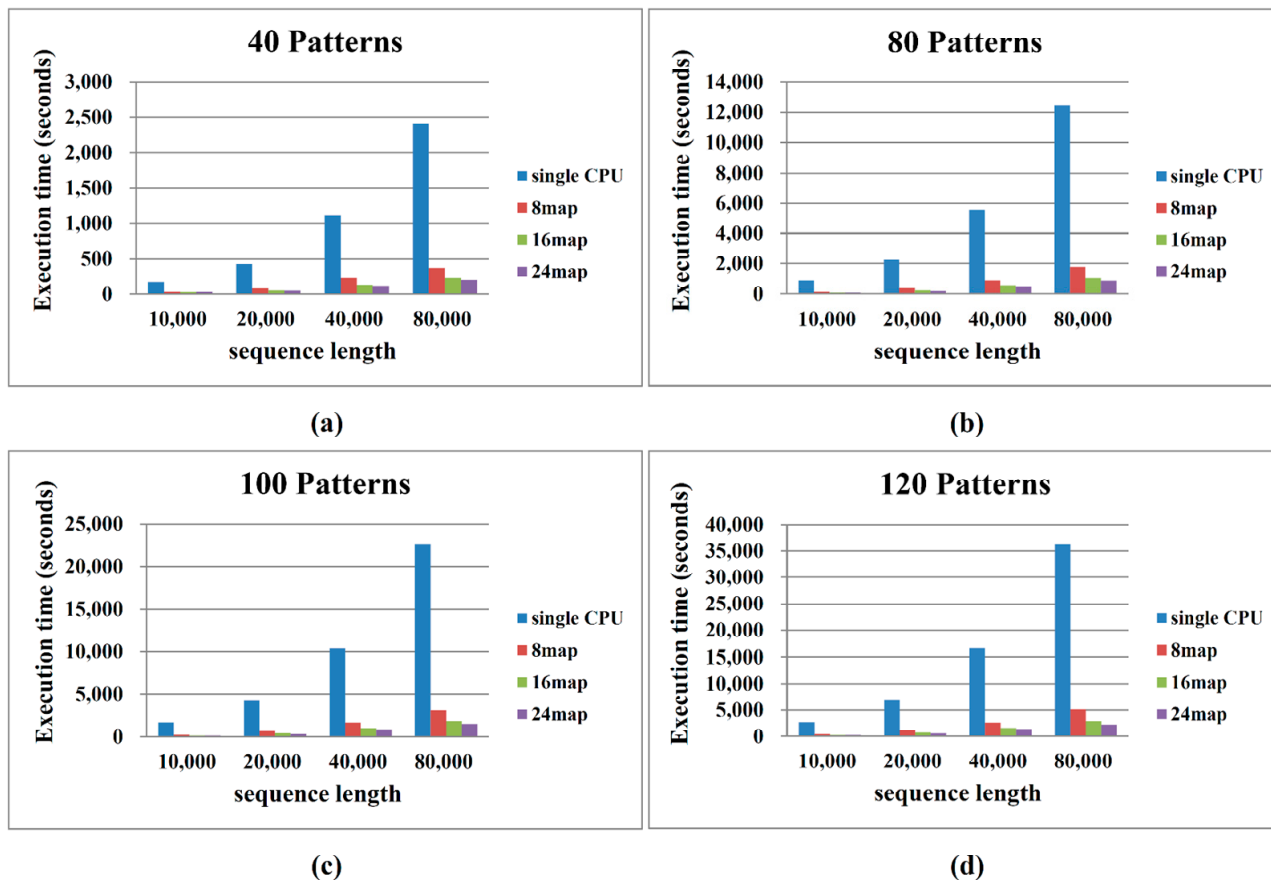 40 Patterns
Execution time (seconds)
3,000
2,500
2,000
1,500
1,000
500
0
10,000 20,000 40,000 80,000
sequence length
single CPU
8map
16map
24map
(a)
80 Patterns
Execution time (seconds)
14,000
12,000
10,000
8,000
6,000
4,000
2,000
0
10,000 20,000 40,000 80,000
sequence length
single CPU
8map
16map
24map
(b)
100 Patterns
Execution time (seconds)
25,000
20,000
15,000
10,000
5,000
0
10,000 20,000 40,000 80,000
sequence length
single CPU
8map
16map
24map
(c)
120 Patterns
Execution time (seconds)
40,000
35,000
30,000
25,000
20,000
15,000
10,000
5,000
0
10,000 20,000 40,000 80,000
sequence length
single CPU
8map
16map
24map
(d)